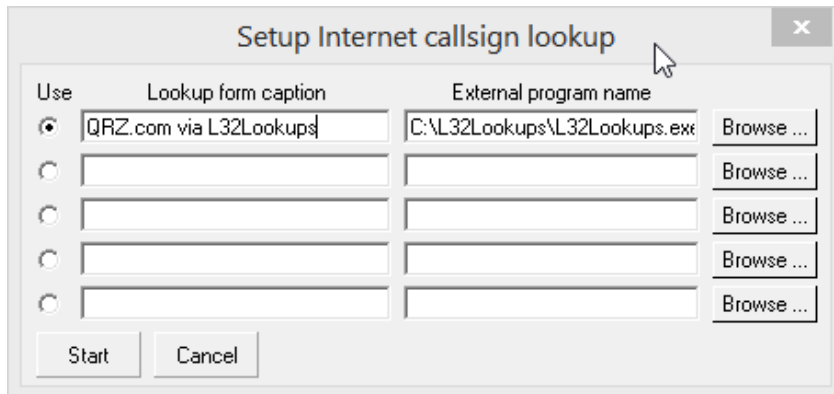 Setup Internet callsign lookup
x
Use Lookup form caption External program name
QRZ.com via L32Lookups C:\L32Lookups\L32Lookups.exe Browse ...
Browse ...
Browse ...
Browse ...
Browse ...
Start Cancel